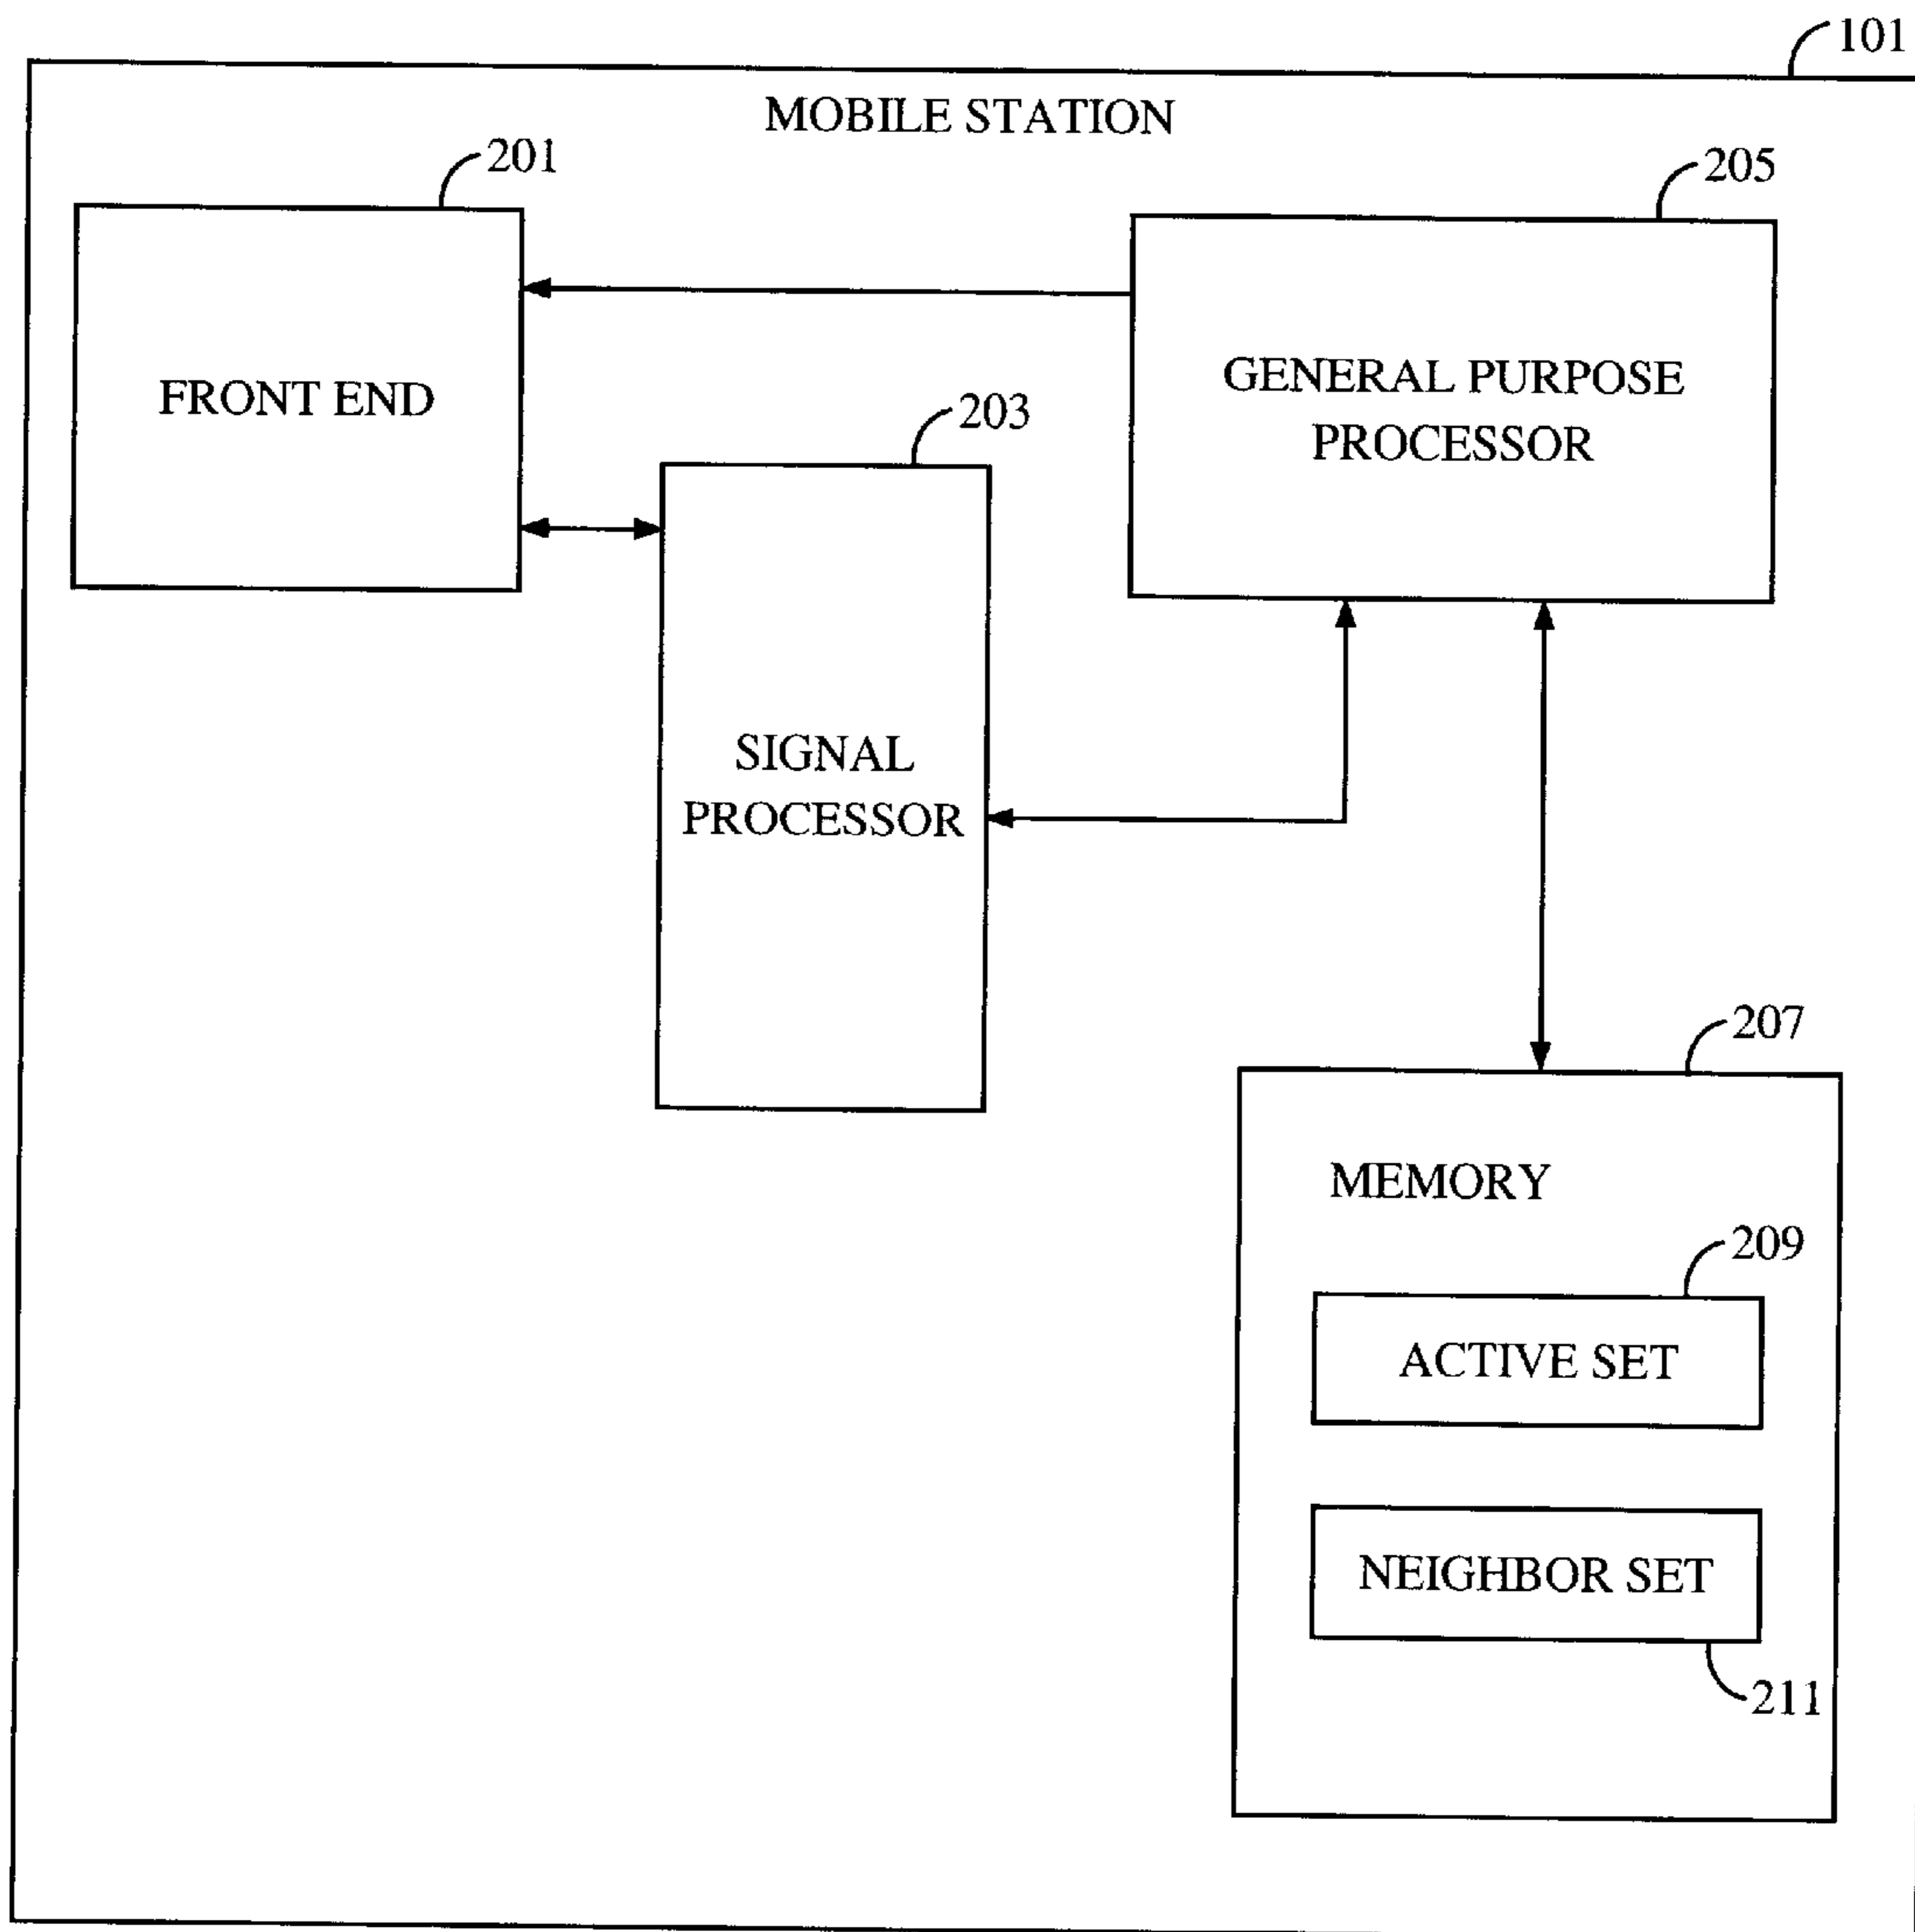 101
MOBILE STATION
201
205
FRONT END
GENERAL PURPOSE
PROCESSOR
203
SIGNAL
PROCESSOR
207
MEMORY
209
ACTIVE SET
NEIGHBOR SET
211